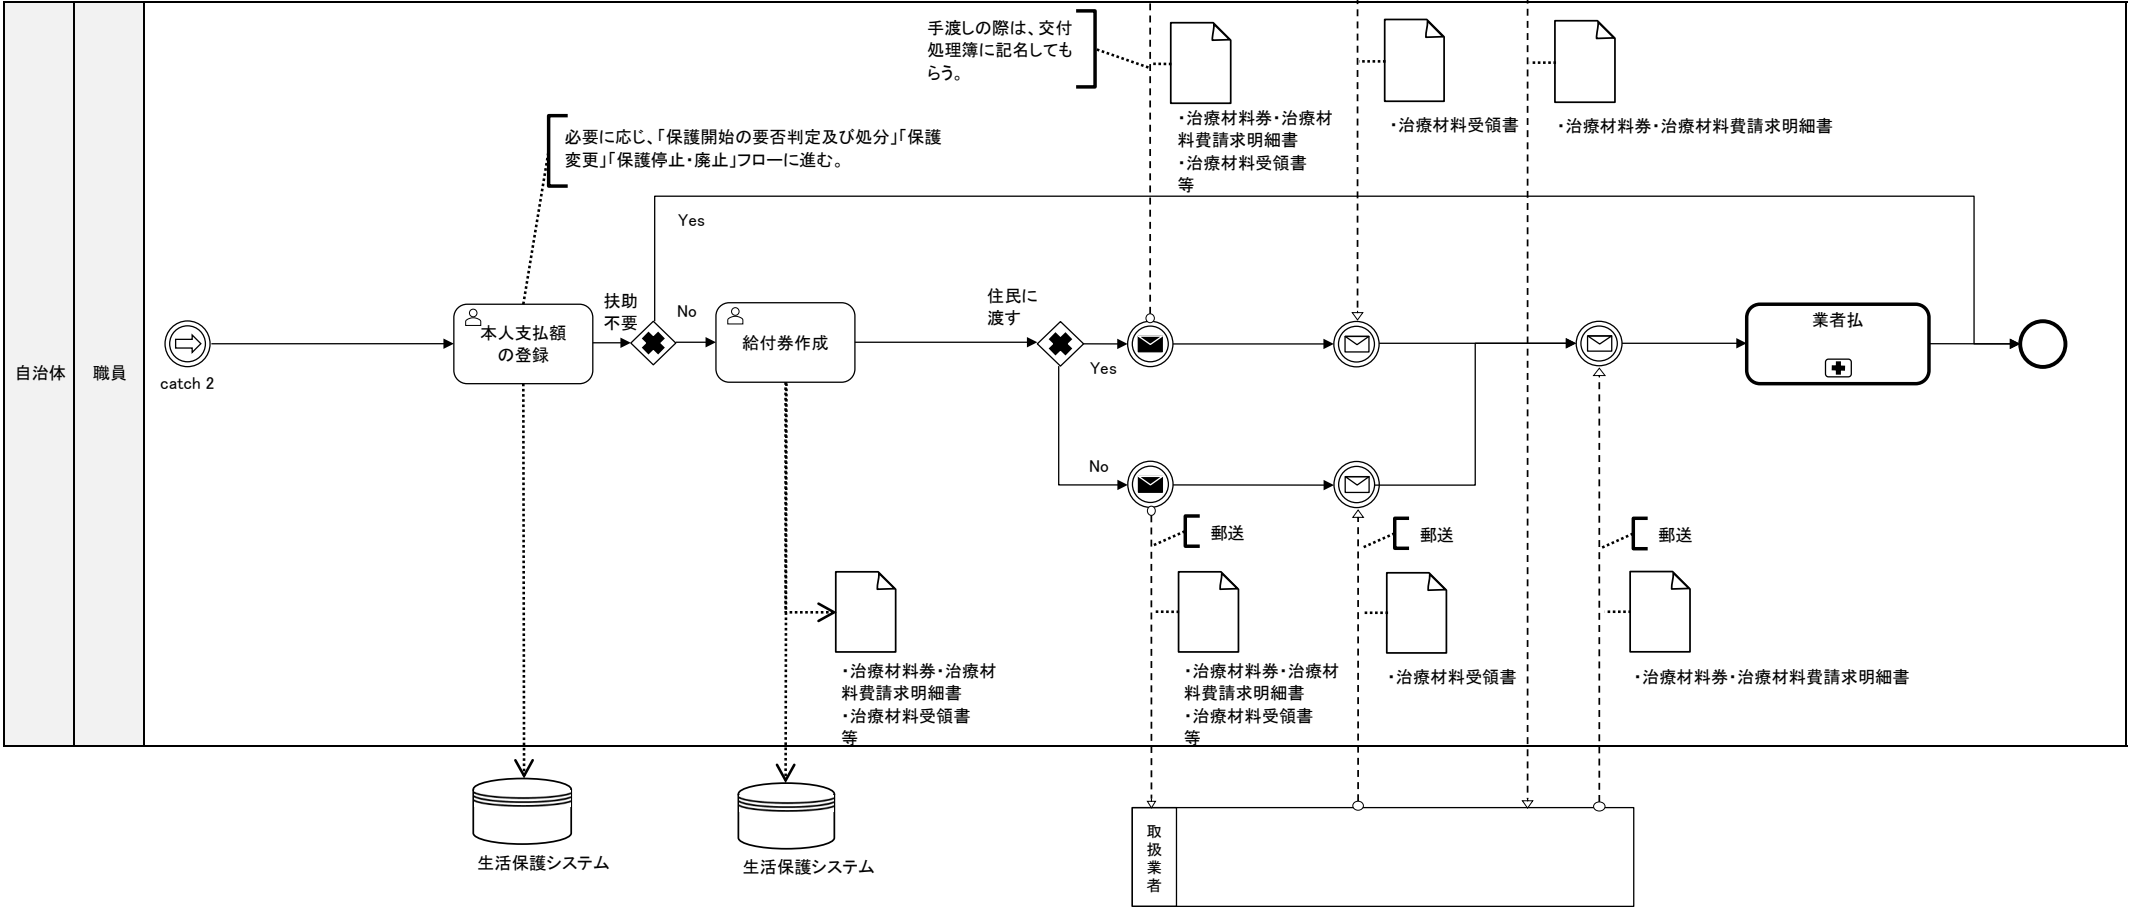 手渡しの際は、交付
処理簿に記名しても
らう。
・治療材料券・治療材
料費請求明細書
・治療材料受領書
等
・治療材料受領書
・治療材料券・治療材料費請求明細書
必要に応じ、「保護開始の要否判定及び処分」「保護
変更」「保護停止・廃止」フローに進む。
Yes
自治体
職員
catch 2
本人支払額
の登録
扶助
不要
No
給付券作成
住民に
渡す
Yes
業者払
No
郵送
郵送
郵送
・治療材料券・治療材
料費請求明細書
・治療材料受領書
等
・治療材料券・治療材
料費請求明細書
・治療材料受領書
等
・治療材料受領書
・治療材料券・治療材料費請求明細書
生活保護システム
生活保護システム
取扱業者